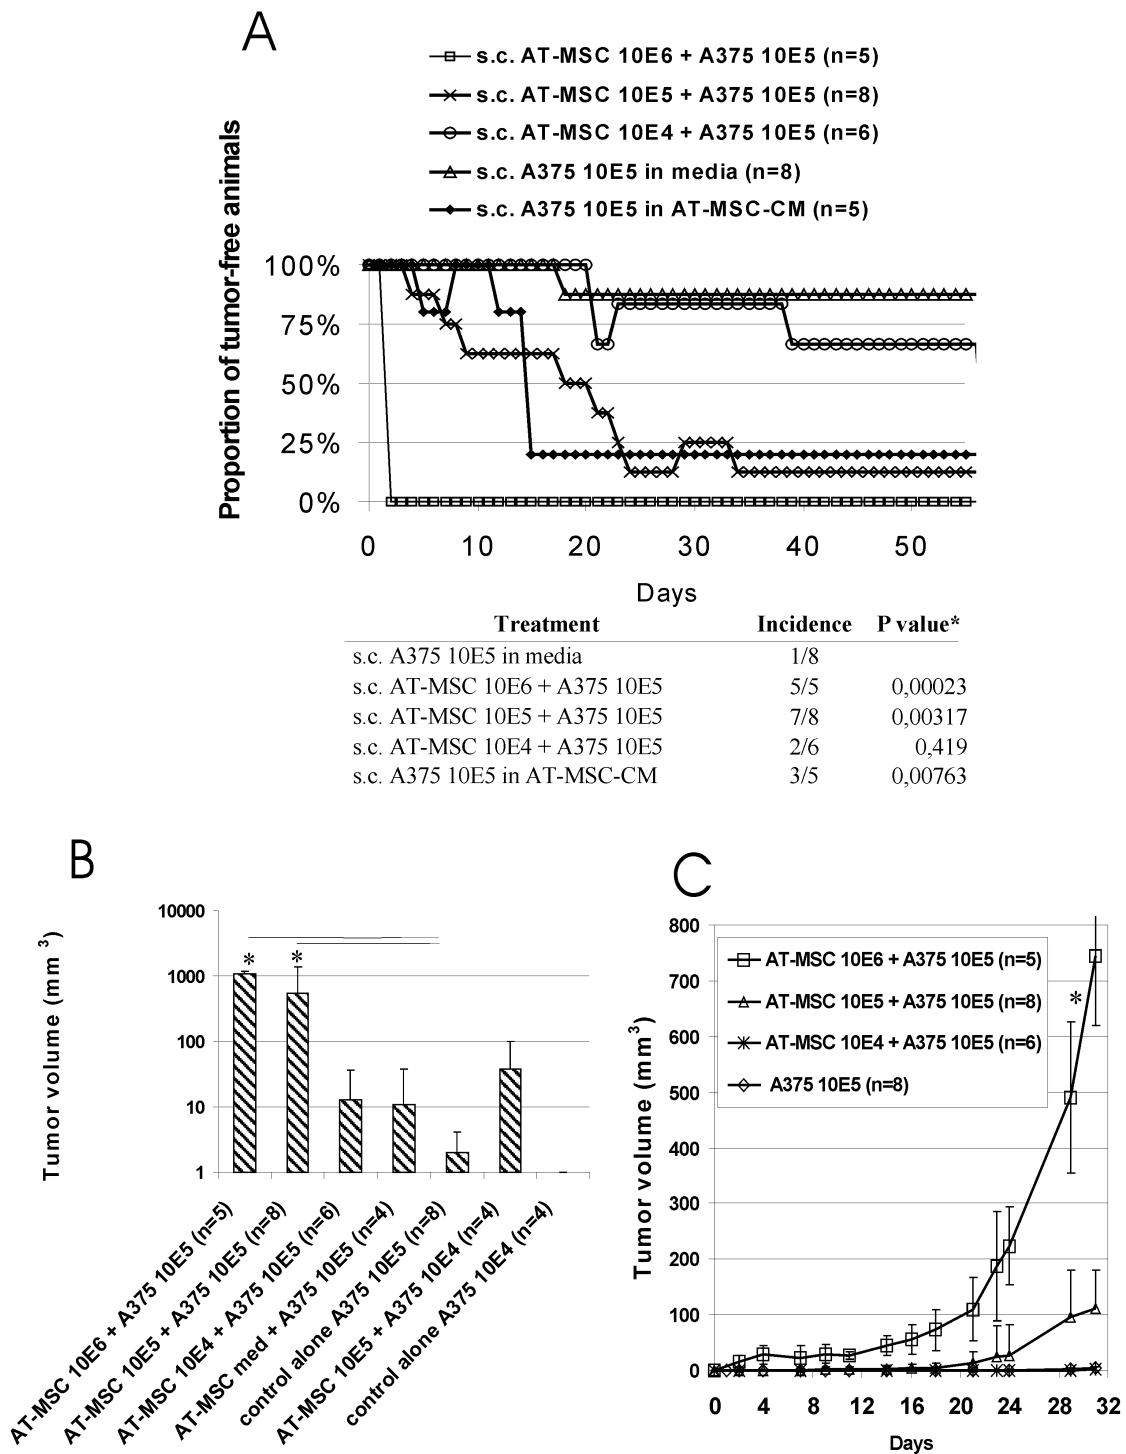 A
s.c. AT-MSC 10E6 + A375 10E5 (n=5)
s.c. AT-MSC 10E5 + A375 10E5 (n=8)
s.c. AT-MSC 10E4 + A375 10E5 (n=6)
s.c. A375 10E5 in media (n=8)
s.c. A375 10E5 in AT-MSC-CM (n=5)
Proportion of tumor-free animals
100%
75%
50%
25%
0%
0 10 20 30 40 50
Days
Treatment Incidence P value*
s.c. A375 10E5 in media 1/8
s.c. AT-MSC 10E6 + A375 10E5 5/5 0,00023
s.c. AT-MSC 10E5 + A375 10E5 7/8 0,00317
s.c. AT-MSC 10E4 + A375 10E5 2/6 0,419
s.c. A375 10E5 in AT-MSC-CM 3/5 0,00763
B
Tumor volume (mm³)
10000
1000
100
10
1
* *
AT-MSC 10E6 + A375 10E5 (n=5)
AT-MSC 10E5 + A375 10E5 (n=8)
AT-MSC 10E4 + A375 10E5 (n=6)
AT-MSC med + A375 10E5 (n=4)
control alone A375 10E5 (n=8)
AT-MSC 10E5 + A375 10E4 (n=4)
control alone A375 10E4 (n=4)
C
Tumor volume (mm³)
800
700
600
500
400
300
200
100
0
AT-MSC 10E6 + A375 10E5 (n=5)
AT-MSC 10E5 + A375 10E5 (n=8)
AT-MSC 10E4 + A375 10E5 (n=6)
A375 10E5 (n=8)
*
0 4 8 12 16 20 24 28 32
Days